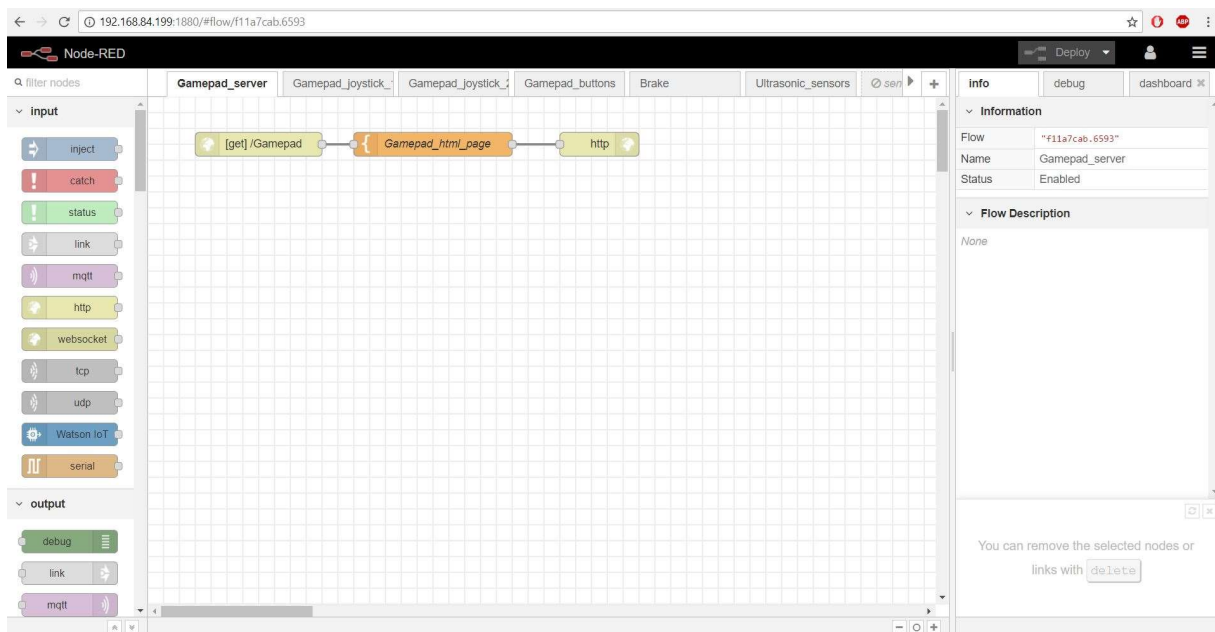 192.168.84.199:1880/#flow/f11a7cab.6593
ABP
Node-RED
Deploy
filter nodes
Gamepad_server
Gamepad_joystick_
Gamepad_joystick_2
Gamepad_buttons
Brake
Ultrasonic_sensors
sen
info
debug
dashboard
input
inject
catch
status
link
mqtt
http
websocket
tcp
udp
Watson IoT
serial
output
debug
link
mqtt
[get] /Gamepad
Gamepad_html_page
http
Information
Flow "f11a7cab.6593"
Name Gamepad_server
Status Enabled
Flow Description
None
You can remove the selected nodes or
links with delete